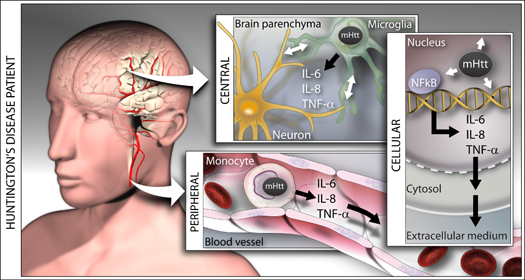 HUNTINGTON'S DISEASE PATIENT
CENTRAL
Brain parenchyma
Microglia
mHtt
IL-6
IL-8
TNF-α
Neuron
PERIPHERAL
Monocyte
mHtt
IL-6
IL-8
TNF-α
Blood vessel
CELLULAR
Nucleus
mHtt
NFkB
IL-6
IL-8
TNF-α
Cytosol
Extracellular medium